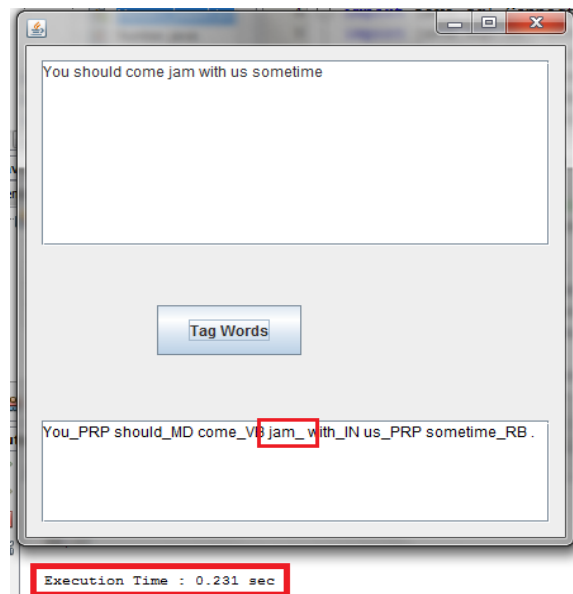 You should come jam with us sometime
Tag Words
You_PRP should_MD come_VB jam_ with_IN us_PRP sometime_RB .
Execution Time : 0.231 sec